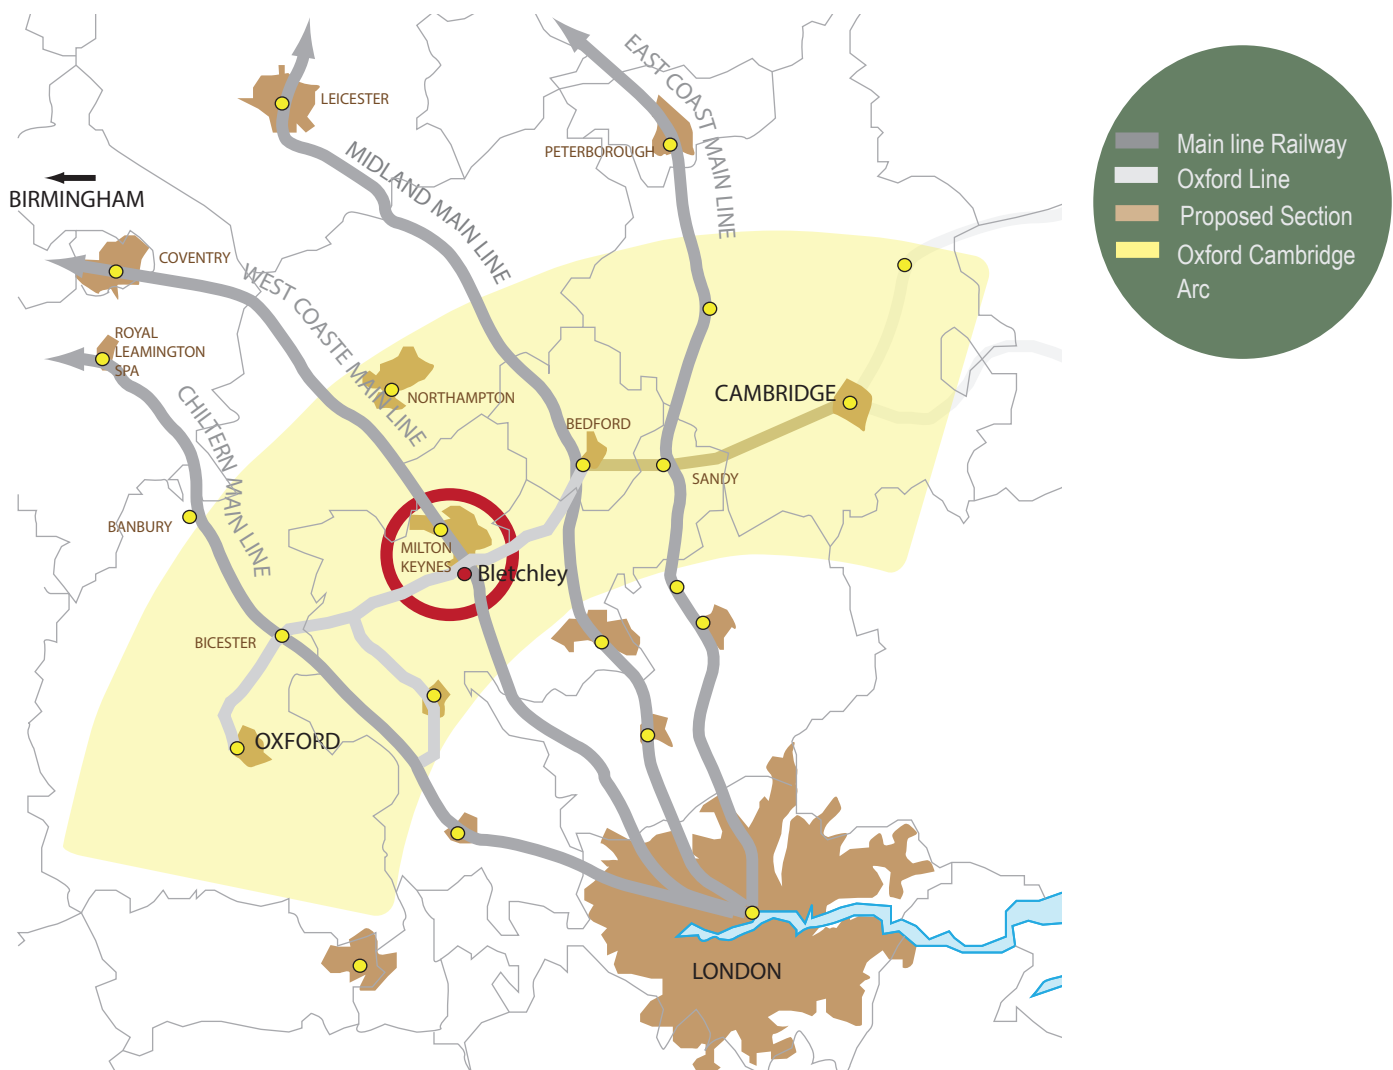 LEICESTER
EAST COAST MAIN LINE
PETERBOROUGH
MIDLAND MAIN LINE
BIRMINGHAM
COVENTRY
WEST COASTE MAIN LINE
ROYAL
LEAMINGTON
SPA
CHILTERN MAIN LINE
NORTHAMPTON
CAMBRIDGE
BEDFORD
SANDY
BANBURY
MILTON
KEYNES
Bletchley
BICESTER
OXFORD
LONDON
Main line Railway
Oxford Line
Proposed Section
Oxford Cambridge
Arc